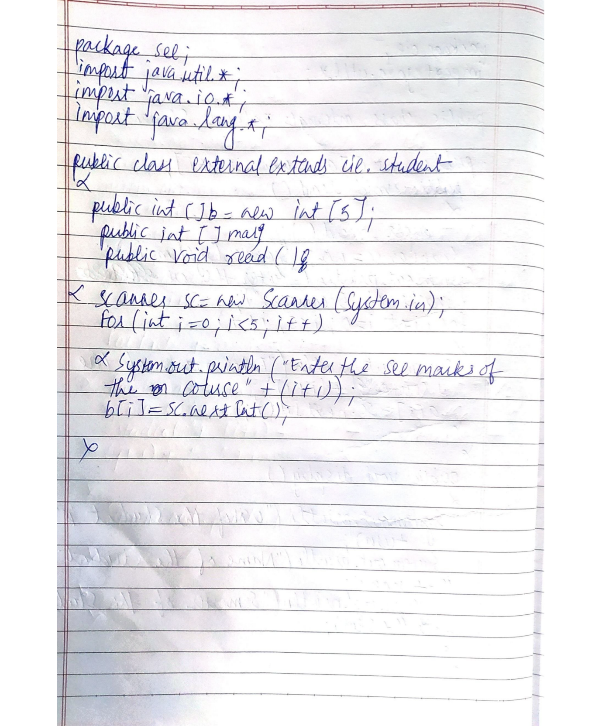 package see;
import java util.*;
import java.io.*;
import java.lang.*;
public class external extends cie. student
{
public int []b = new int [5];
public int []
public void read ( )
{ scanner sc= new Scanner (System.in);
for (int i=0; i<5; i++)
{ System.out.println ("Enter the see marks of
the course" + (i+1));
b[i]= sc.next Int();
}